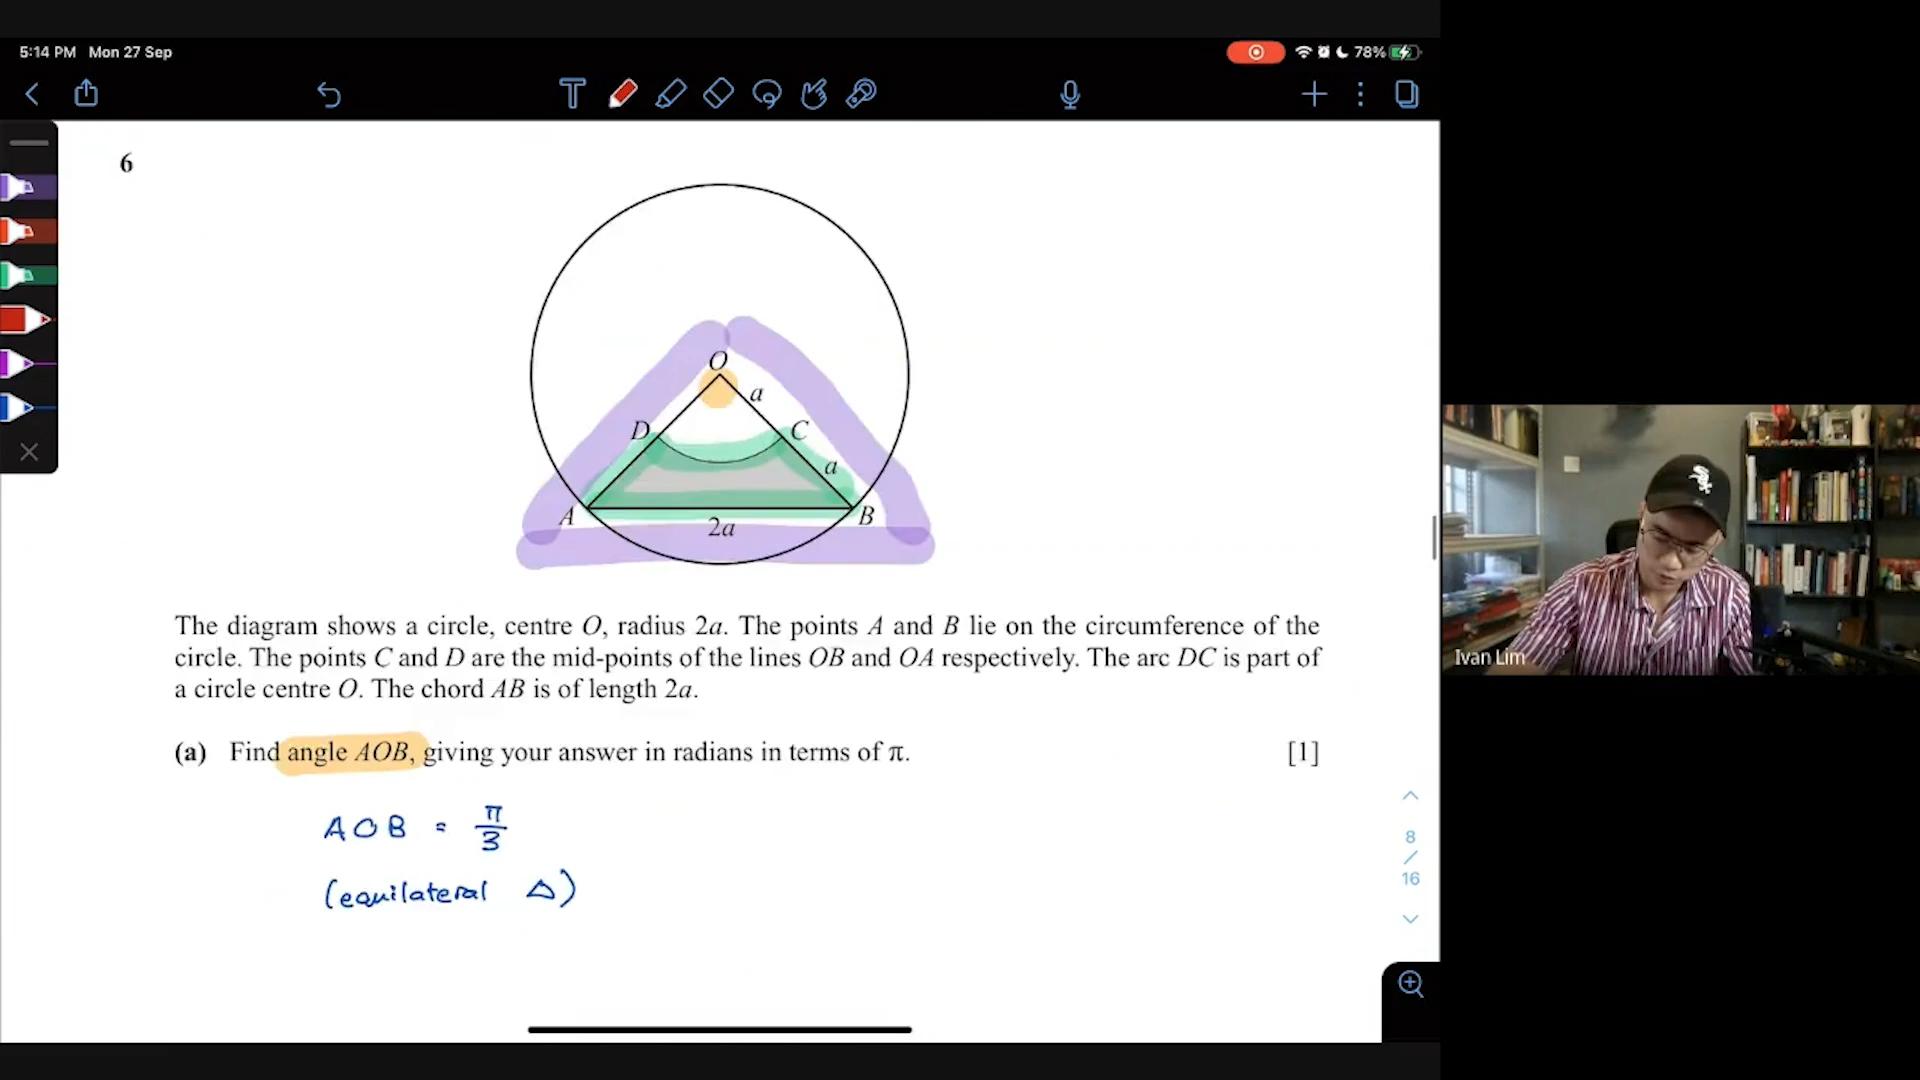 5:14 PM Mon 27 Sep
78%
T
6
O
a
D
C
a
A
B
2a
The diagram shows a circle, centre O, radius 2a. The points A and B lie on the circumference of the
circle. The points C and D are the mid-points of the lines OB and OA respectively. The arc DC is part of
a circle centre O. The chord AB is of length 2a.
(a) Find angle AOB, giving your answer in radians in terms of π. [1]
AOB = π/3
(equilateral Δ)
8
/
16
Ivan Lim